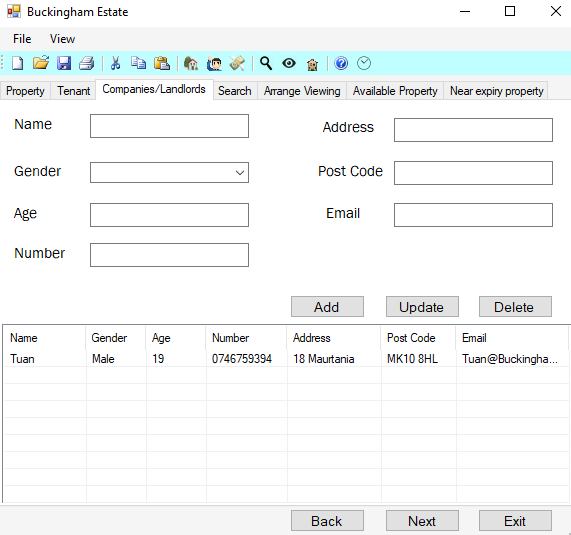 Buckingham Estate
File View
Property Tenant Companies/Landlords Search Arrange Viewing Available Property Near expiry property
Name Address
Gender Post Code
Age Email
Number
Add Update Delete
Name Gender Age Number Address Post Code Email
Tuan Male 19 0746759394 18 Maurtania MK10 8HL Tuan@Buckingha...
Back Next Exit